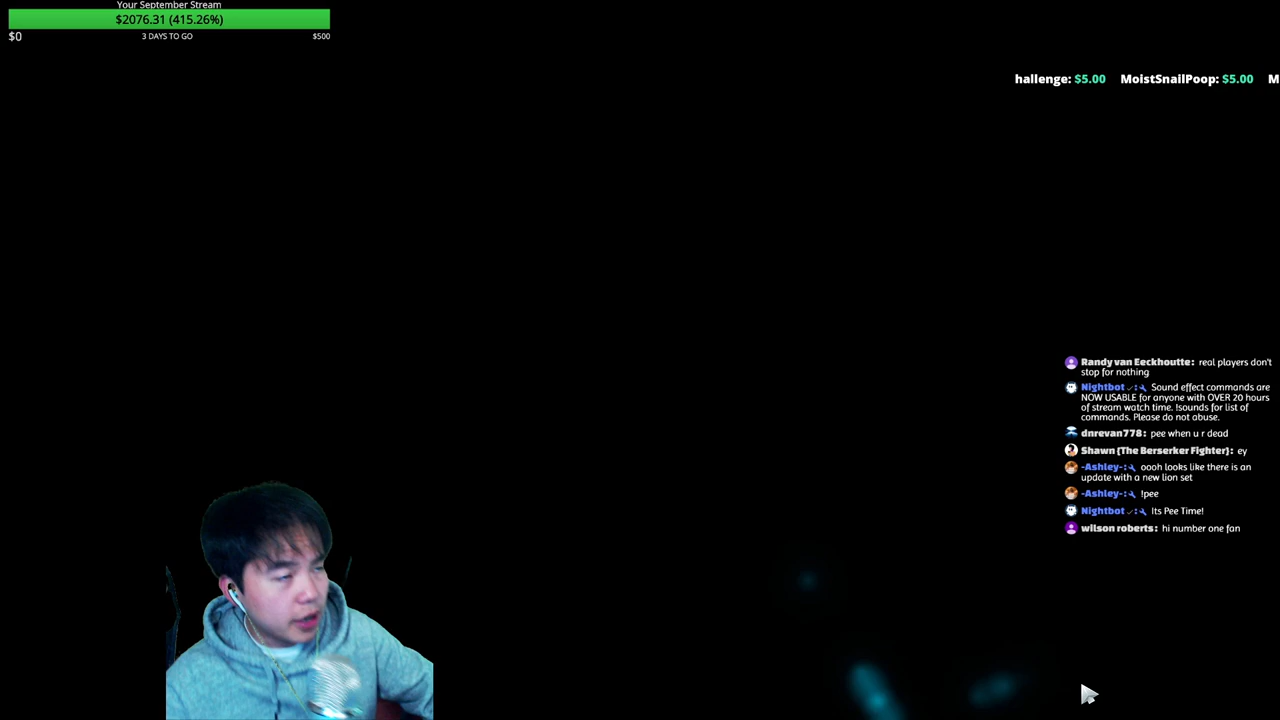 Your September Stream
$2076.31 (415.26%)
$0 3 DAYS TO GO $500
hallenge: $5.00 MoistSnailPoop: $5.00 M
Randy van Eeckhoutte: real players don't
stop for nothing
Nightbot ✓:🔧 Sound effect commands are
NOW USABLE for anyone with OVER 20 hours
of stream watch time. !sounds for list of
commands. Please do not abuse.
dnrevan778: pee when u r dead
Shawn (The Berserker Fighter): ey
-Ashley-:🔧 oooh looks like there is an
update with a new lion set
-Ashley-:🔧 !pee
Nightbot ✓:🔧 Its Pee Time!
wilson roberts: hi number one fan